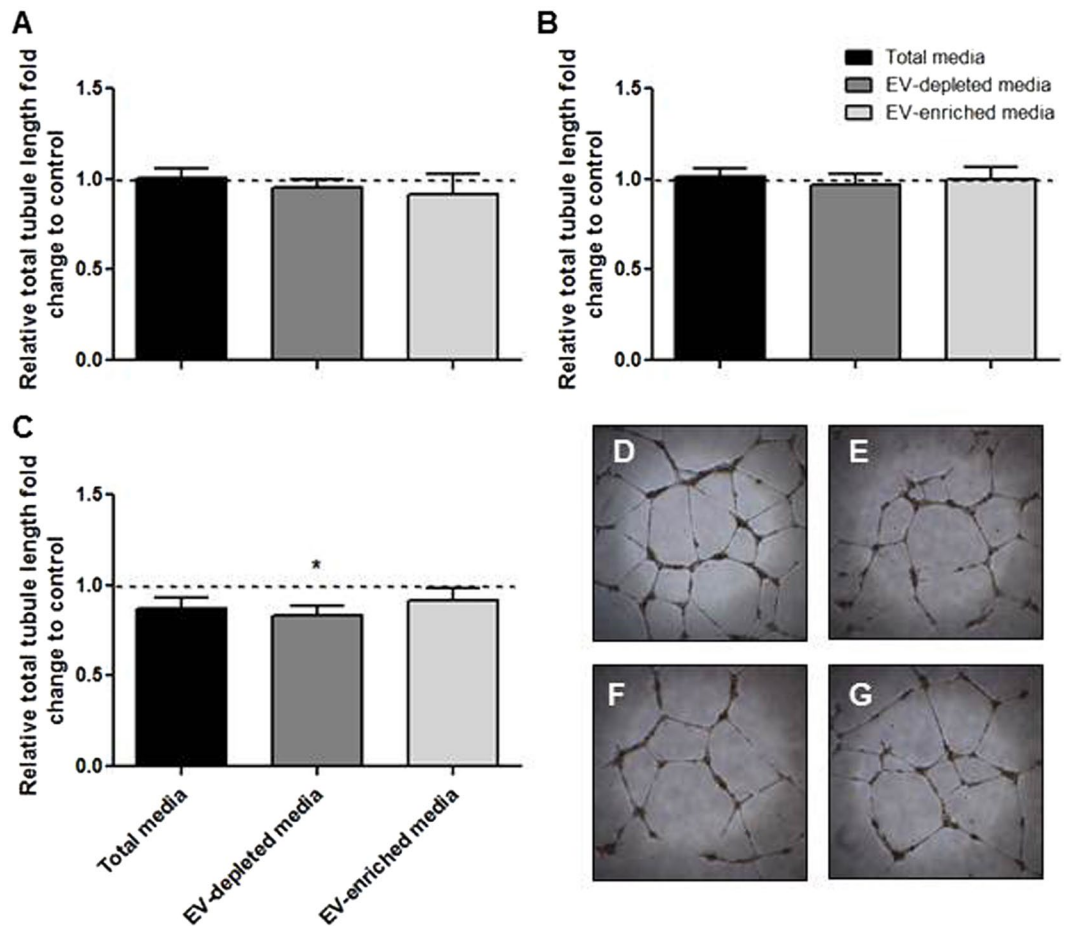 A
Relative total tubule length fold
change to control
1.5
1.0
0.5
0.0
B
Relative total tubule length fold
change to control
1.5
1.0
0.5
0.0
Total media
EV-depleted media
EV-enriched media
C
Relative total tubule length fold
change to control
1.5
1.0
0.5
0.0
*
Total media
EV-depleted media
EV-enriched media
D
E
F
G